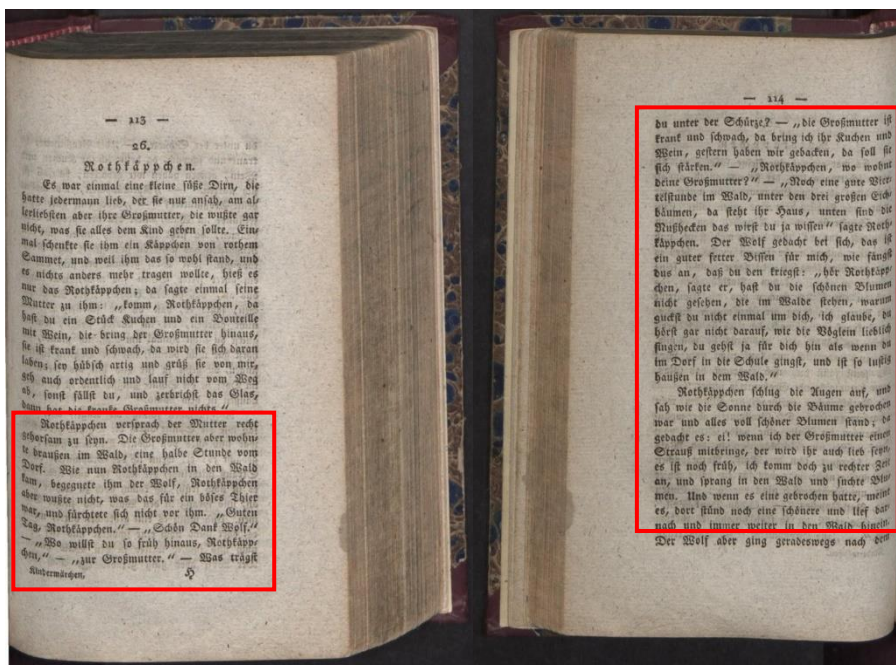 — 113 —
26.
Rothkäppchen.
Es war einmal eine kleine süße Dirn, die
hatte jedermann lieb, der sie nur ansah, am al-
lerliebsten aber ihre Großmutter, die wußte gar
nicht, was sie alles dem Kind geben sollte. Ein-
mal schenkte sie ihm ein Käppchen von rothem
Sammet, und weil ihm das so wohl stand, und
es nichts anders mehr tragen wollte, hieß es
nur das Rothkäppchen; da sagte einmal seine
Mutter zu ihm: „komm, Rothkäppchen, da
hast du ein Stück Kuchen und ein Bouteille
mit Wein, die bring der Großmutter hinaus,
sie ist krank und schwach, da wird sie sich daran
laben; sey hübsch artig und grüß sie von mir,
geh auch ordentlich und lauf nicht vom Weg
ab, sonst fällst du, und zerbrichst das Glas,
dann hat die kranke Großmutter nichts.“
Rothkäppchen versprach der Mutter recht
gehorsam zu seyn. Die Großmutter aber wohn-
te draußen im Wald, eine halbe Stunde vom
Dorf. Wie nun Rothkäppchen in den Wald
kam, begegnete ihm der Wolf, Rothkäppchen
aber wußte nicht, was das für ein böses Thier
war, und fürchtete sich nicht vor ihm. „Guten
Tag, Rothkäppchen.“ — „Schön Dank Wolf.“
— „Wo willst du so früh hinaus, Rothkäpp-
chen,“ — „zur Großmutter.“ — Was trägst
Kindermärchen. H
— 114 —
du unter der Schürze? — „die Großmutter ist
krank und schwach, da bring ich ihr Kuchen und
Wein, gestern haben wir gebacken, da soll sie
sich stärken.“ — „Rothkäppchen, wo wohnt
deine Großmutter?“ — „Noch eine gute Vier-
telstunde im Wald, unter den drei großen Eich-
bäumen, da steht ihr Haus, unten sind die
Nußhecken das wirst du ja wissen“ sagte Roth-
käppchen. Der Wolf gedacht bei sich, das ist
ein guter fetter Bissen für mich, wie fängst
dus an, daß du den kriegst: „hör Rothkäpp-
chen, sagte er, hast du die schönen Blumen
nicht gesehen, die im Walde stehen, warum
guckst du nicht einmal um dich, ich glaube, du
hörst gar nicht darauf, wie die Vöglein lieblich
singen, du gehst ja für dich hin als wenn du
im Dorf in die Schule gingst, und ist so lustig
haußen in dem Wald.“
Rothkäppchen schlug die Augen auf, und
sah wie die Sonne durch die Bäume gebrochen
war und alles voll schöner Blumen stand; da
gedacht es: ei! wenn ich der Großmutter einen
Strauß mitbringe, der wird ihr auch lieb seyn,
es ist noch früh, ich komm doch zu rechter Zeit
an, und sprang in den Wald und suchte Blu-
men. Und wenn es eine gebrochen hatte, meint
es, dort stünd noch eine schönere und lief dar-
nach und immer weiter in den Wald hinein.
Der Wolf aber ging geradeswegs nach dem